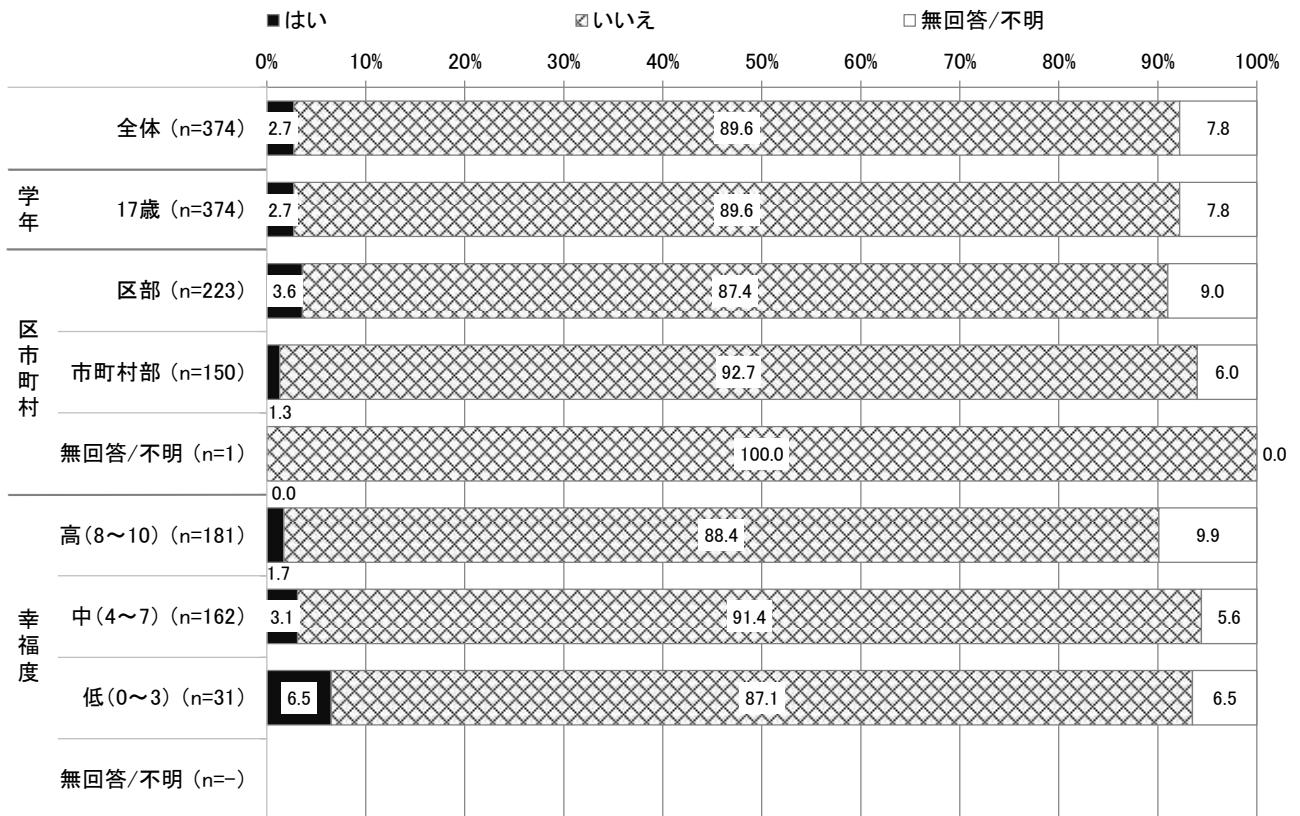 はい いいえ 無回答/不明
0% 10% 20% 30% 40% 50% 60% 70% 80% 90% 100%
全体 (n=374) 2.7 89.6 7.8
学年
17歳 (n=374) 2.7 89.6 7.8
区市町村
区部 (n=223) 3.6 87.4 9.0
市町村部 (n=150) 92.7 6.0
1.3
無回答/不明 (n=1) 100.0 0.0
0.0
幸福度
高(8～10) (n=181) 88.4 9.9
1.7
中(4～7) (n=162) 3.1 91.4 5.6
低(0～3) (n=31) 6.5 87.1 6.5
無回答/不明 (n=-)